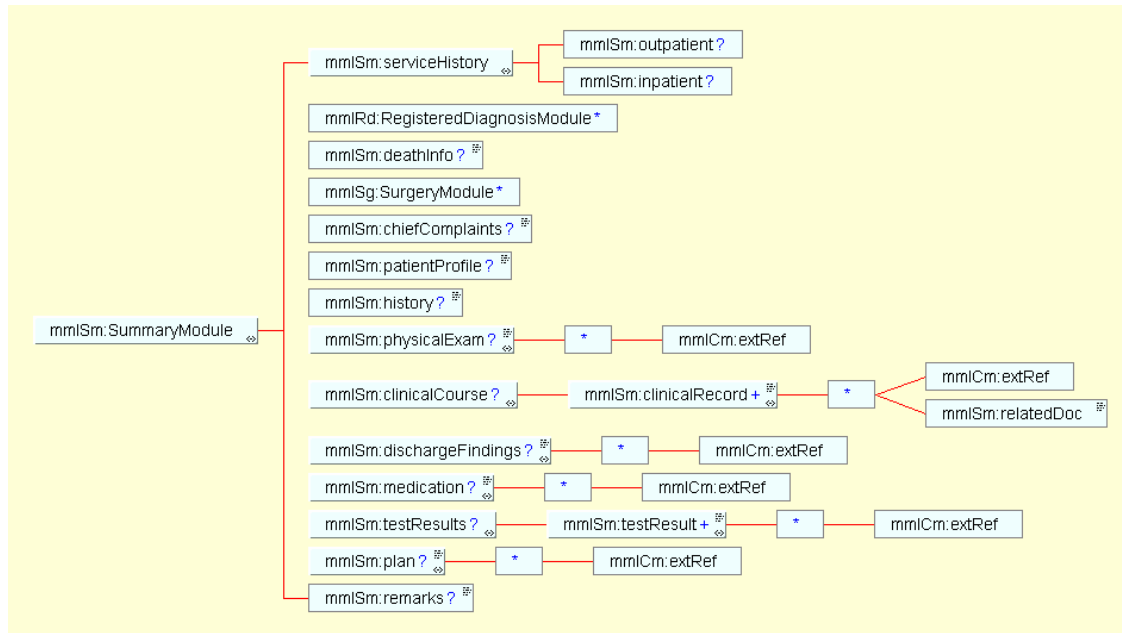 mmlSm:outpatient?
mmlSm:serviceHistory
mmlSm:inpatient?
mmlRd:RegisteredDiagnosisModule*
mmlSm:deathInfo?
mmlSg:SurgeryModule*
mmlSm:chiefComplaints?
mmlSm:patientProfile?
mmlSm:history?
mmlSm:SummaryModule
mmlSm:physicalExam? * mmlCm:extRef
mmlCm:extRef
mmlSm:clinicalCourse? mmlSm:clinicalRecord+ *
mmlSm:relatedDoc
mmlSm:dischargeFindings? * mmlCm:extRef
mmlSm:medication? * mmlCm:extRef
mmlSm:testResults? mmlSm:testResult+ * mmlCm:extRef
mmlSm:plan? * mmlCm:extRef
mmlSm:remarks?